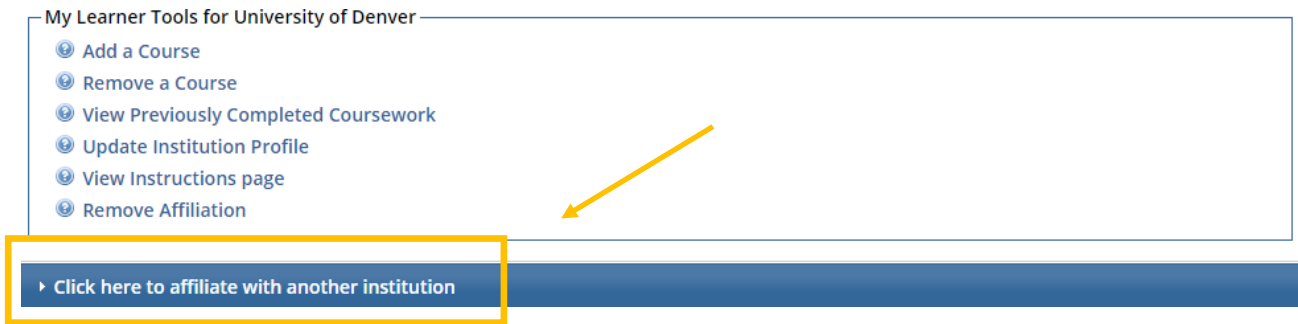 My Learner Tools for University of Denver
Add a Course
Remove a Course
View Previously Completed Coursework
Update Institution Profile
View Instructions page
Remove Affiliation
Click here to affiliate with another institution